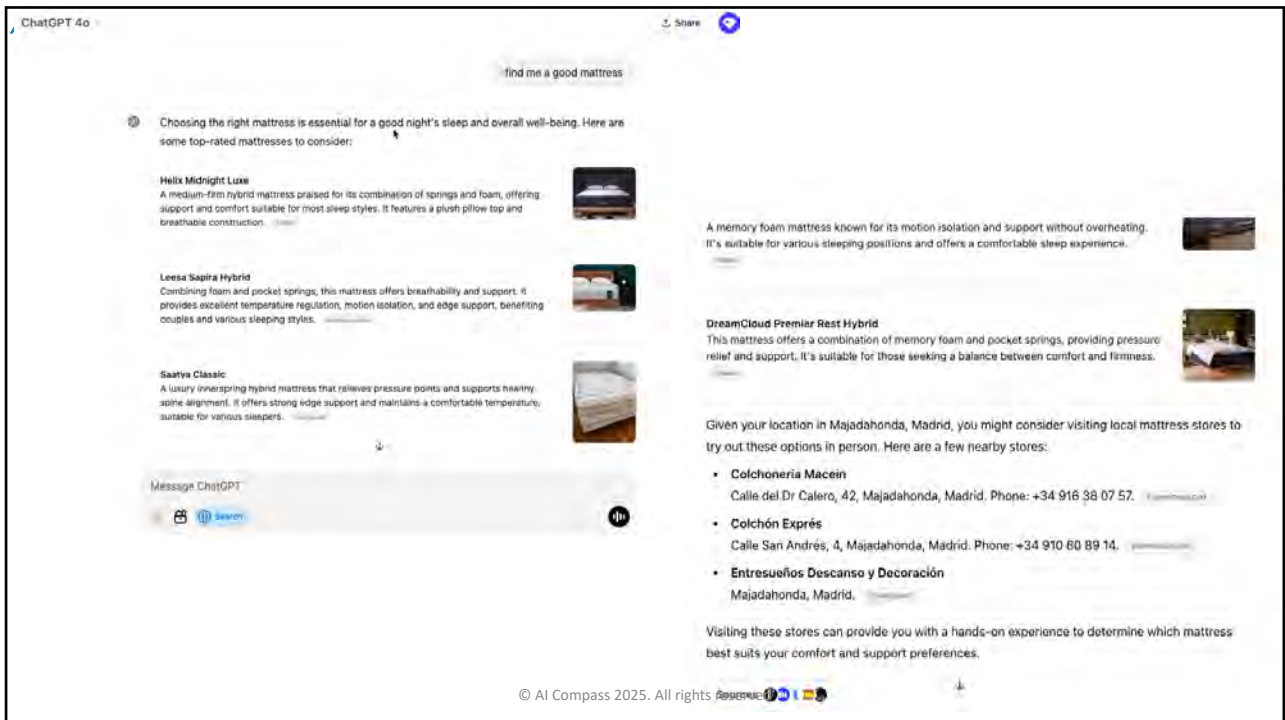 ChatGPT 4o
Share
find me a good mattress
Choosing the right mattress is essential for a good night's sleep and overall well-being. Here are
some top-rated mattresses to consider:
Helix Midnight Luxe
A medium-firm hybrid mattress praised for its combination of springs and foam, offering
support and comfort suitable for most sleep styles. It features a plush pillow top and
breathable construction.
Leesa Sapira Hybrid
Combining foam and pocket springs, this mattress offers breathability and support. It
provides excellent temperature regulation, motion isolation, and edge support, benefiting
couples and various sleeping styles.
Saatva Classic
A luxury innerspring hybrid mattress that relieves pressure points and supports healthy
spine alignment. It offers strong edge support and maintains a comfortable temperature,
suitable for various sleepers.
Message ChatGPT
Search
A memory foam mattress known for its motion isolation and support without overheating.
It's suitable for various sleeping positions and offers a comfortable sleep experience.
DreamCloud Premier Rest Hybrid
This mattress offers a combination of memory foam and pocket springs, providing pressure
relief and support. It's suitable for those seeking a balance between comfort and firmness.
Given your location in Majadahonda, Madrid, you might consider visiting local mattress stores to
try out these options in person. Here are a few nearby stores:
• Colchonería Macein
Calle del Dr Calero, 42, Majadahonda, Madrid. Phone: +34 916 38 07 57.
• Colchón Exprés
Calle San Andrés, 4, Majadahonda, Madrid. Phone: +34 910 60 89 14.
• Entresueños Descanso y Decoración
Majadahonda, Madrid.
Visiting these stores can provide you with a hands-on experience to determine which mattress
best suits your comfort and support preferences.
© AI Compass 2025. All rights